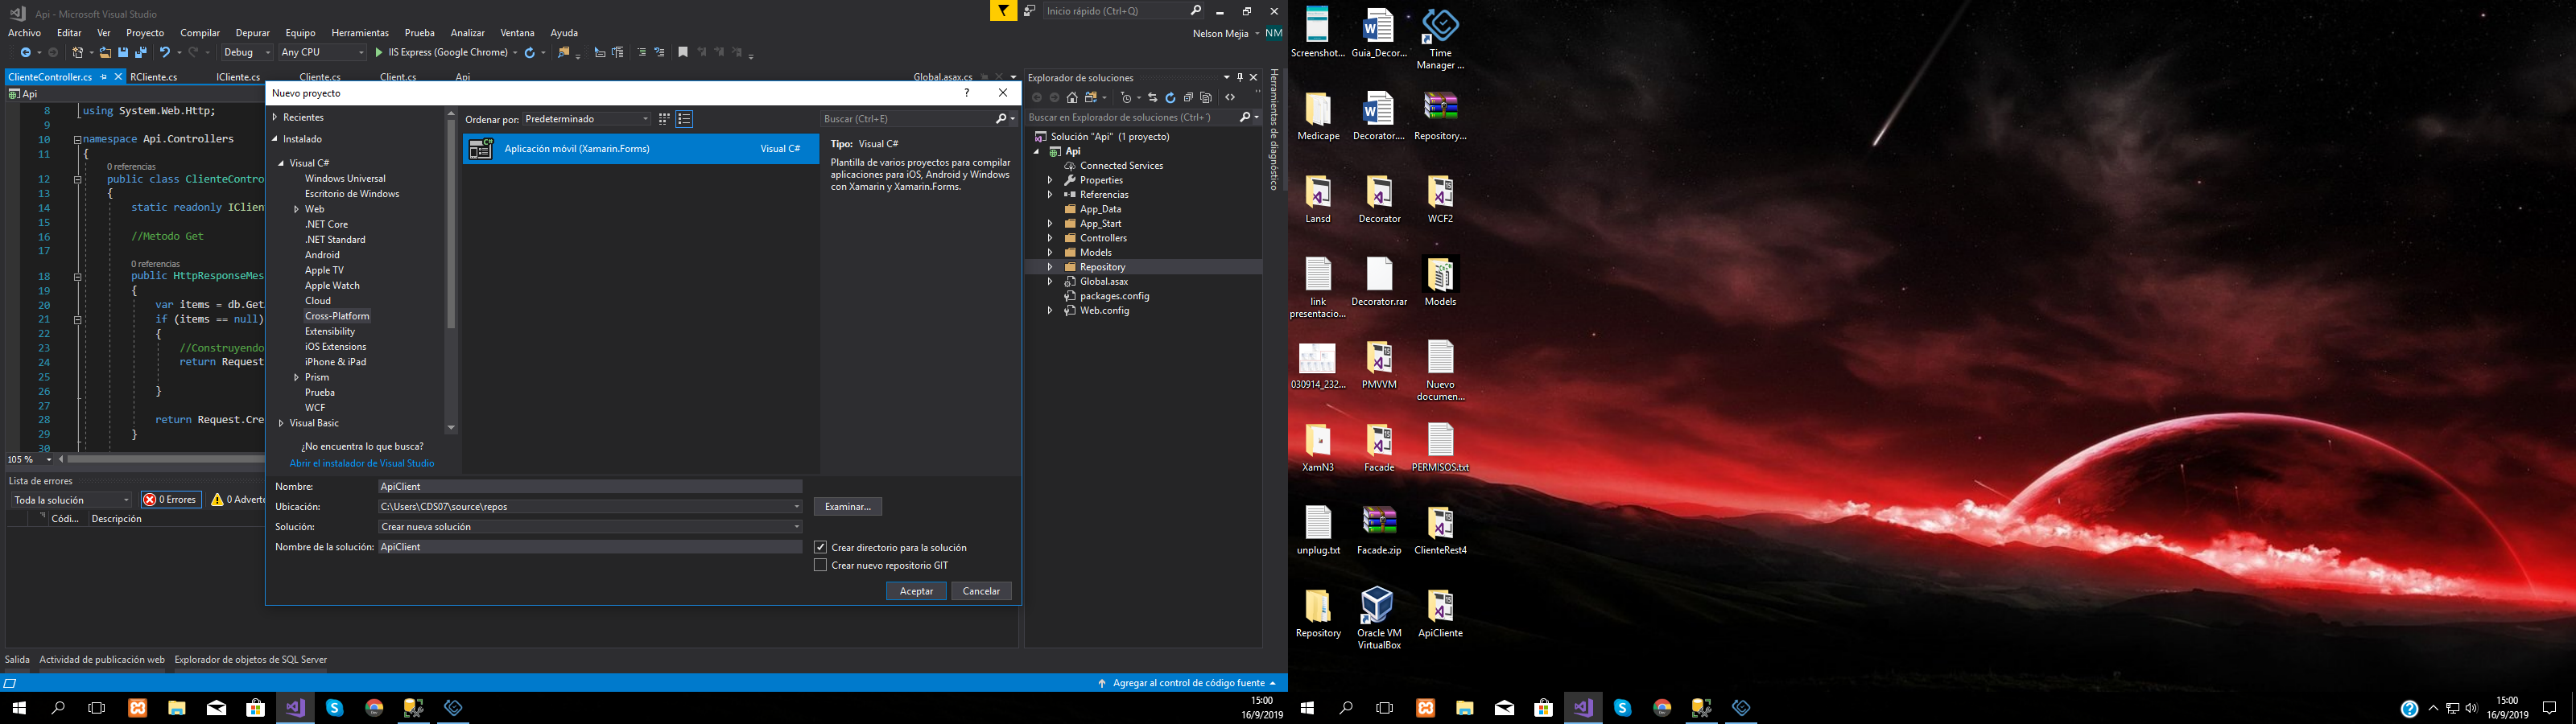 Api - Microsoft Visual Studio
Inicio rápido (Ctrl+Q)
Archivo Editar Ver Proyecto Compilar Depurar Equipo Herramientas Prueba Analizar Ventana Ayuda
Nelson Mejia NM
Debug Any CPU IIS Express (Google Chrome)
ClienteController.cs RCliente.cs ICliente.cs Cliente.cs Client.cs Api Global.asax.cs
Api
8 using System.Web.Http;
9
10 namespace Api.Controllers
11 {
0 referencias
12 public class ClienteContro
13 {
14 static readonly IClien
15
16 //Metodo Get
17
0 referencias
18 public HttpResponseMes
19 {
20 var items = db.Get
21 if (items == null)
22 {
23 //Construyendo
24 return Request
25
26 }
27
28 return Request.Cre
29 }
30
105 %
Lista de errores
Toda la solución 0 Errores 0 Adverte
Códi... Descripción
Salida Actividad de publicación web Explorador de objetos de SQL Server
Agregar al control de código fuente
Nuevo proyecto ?
Recientes
Instalado
Visual C#
Windows Universal
Escritorio de Windows
Web
.NET Core
.NET Standard
Android
Apple TV
Apple Watch
Cloud
Cross-Platform
Extensibility
iOS Extensions
iPhone & iPad
Prism
Prueba
WCF
Visual Basic
¿No encuentra lo que busca?
Abrir el instalador de Visual Studio
Ordenar por: Predeterminado
Buscar (Ctrl+E)
Aplicación móvil (Xamarin.Forms) Visual C#
Tipo: Visual C#
Plantilla de varios proyectos para compilar
aplicaciones para iOS, Android y Windows
con Xamarin y Xamarin.Forms.
Nombre: ApiClient
Ubicación: C:\Users\CDS07\source\repos
Examinar...
Solución: Crear nueva solución
Nombre de la solución: ApiClient
Crear directorio para la solución
Crear nuevo repositorio GIT
Aceptar Cancelar
Explorador de soluciones
Buscar en Explorador de soluciones (Ctrl+´)
Solución "Api" (1 proyecto)
Api
Connected Services
Properties
Referencias
App_Data
App_Start
Controllers
Models
Repository
Global.asax
packages.config
Web.config
Herramientas de diagnóstico
15:00
16/9/2019
Screenshot... Guia_Decor... Time
Manager ...
Medicape Decorator.... Repository...
Lansd Decorator WCF2
link
presentacio... Decorator.rar Models
030914_232... PMVVM Nuevo
documen...
XamN3 Facade PERMISOS.txt
unplug.txt Facade.zip ClienteRest4
Repository Oracle VM
VirtualBox ApiCliente
15:00
16/9/2019